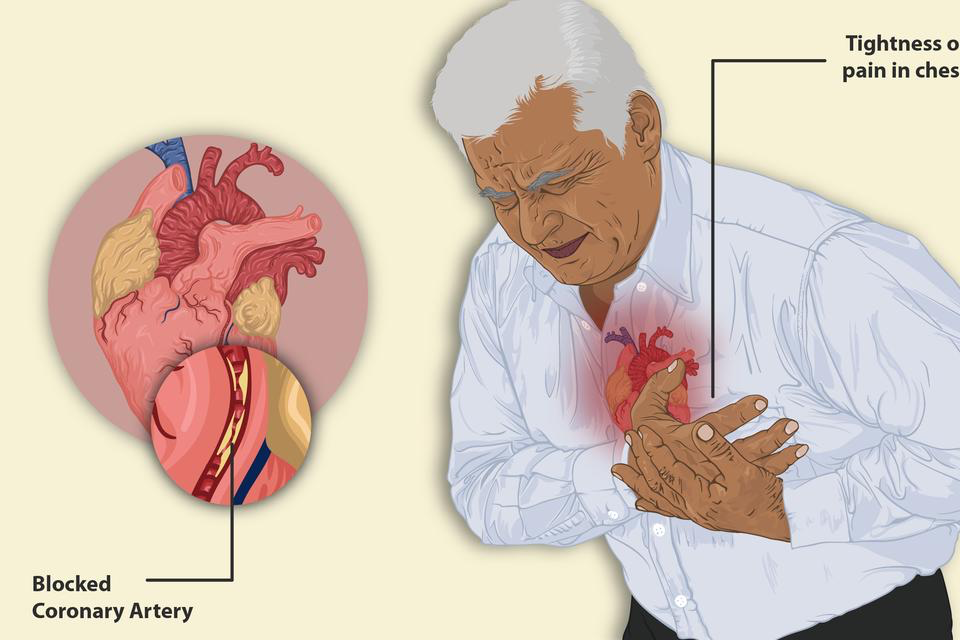 Tightness o
pain in ches
Blocked
Coronary Artery